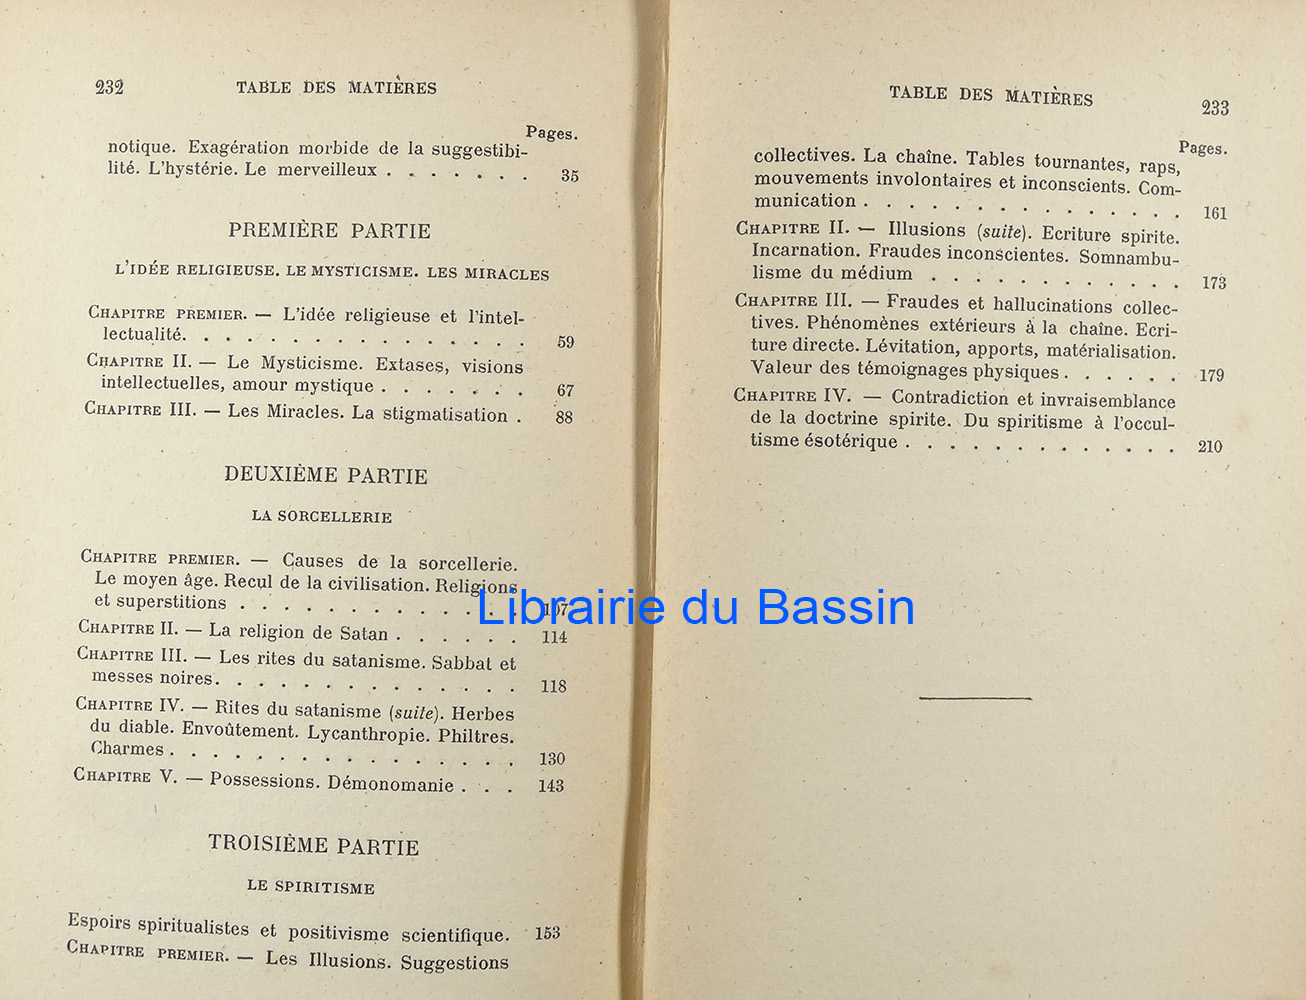 232
TABLE DES MATIÈRES
Pages.
notique. Exagération morbide de la suggestibi-
lité. L'hystérie. Le merveilleux . . . . . . . 35
PREMIÈRE PARTIE
L'IDÉE RELIGIEUSE. LE MYSTICISME. LES MIRACLES
CHAPITRE PREMIER. — L'idée religieuse et l'intel-
lectualité. . . . . . . . . . . . . . . . 59
CHAPITRE II. — Le Mysticisme. Extases, visions
intellectuelles, amour mystique . . . . . . . 67
CHAPITRE III. — Les Miracles. La stigmatisation . 88
DEUXIÈME PARTIE
LA SORCELLERIE
CHAPITRE PREMIER. — Causes de la sorcellerie.
Le moyen âge. Recul de la civilisation. Religions
et superstitions . . . . . . . . . . . . . 107
CHAPITRE II. — La religion de Satan . . . . . . 114
CHAPITRE III. — Les rites du satanisme. Sabbat et
messes noires. . . . . . . . . . . . . . 118
CHAPITRE IV. — Rites du satanisme (suite). Herbes
du diable. Envoûtement. Lycanthropie. Philtres.
Charmes . . . . . . . . . . . . . . . . 130
CHAPITRE V. — Possessions. Démonomanie . . . 143
TROISIÈME PARTIE
LE SPIRITISME
Espoirs spiritualistes et positivisme scientifique. 153
CHAPITRE PREMIER. — Les Illusions. Suggestions
TABLE DES MATIÈRES
233
Pages.
collectives. La chaîne. Tables tournantes, raps,
mouvements involontaires et inconscients. Com-
munication . . . . . . . . . . . . . . . 161
CHAPITRE II. — Illusions (suite). Ecriture spirite.
Incarnation. Fraudes inconscientes. Somnambu-
lisme du médium . . . . . . . . . . . . 173
CHAPITRE III. — Fraudes et hallucinations collec-
tives. Phénomènes extérieurs à la chaîne. Ecri-
ture directe. Lévitation, apports, matérialisation.
Valeur des témoignages physiques . . . . . . 179
CHAPITRE IV. — Contradiction et invraisemblance
de la doctrine spirite. Du spiritisme à l'occul-
tisme ésotérique . . . . . . . . . . . . . 210
Librairie du Bassin